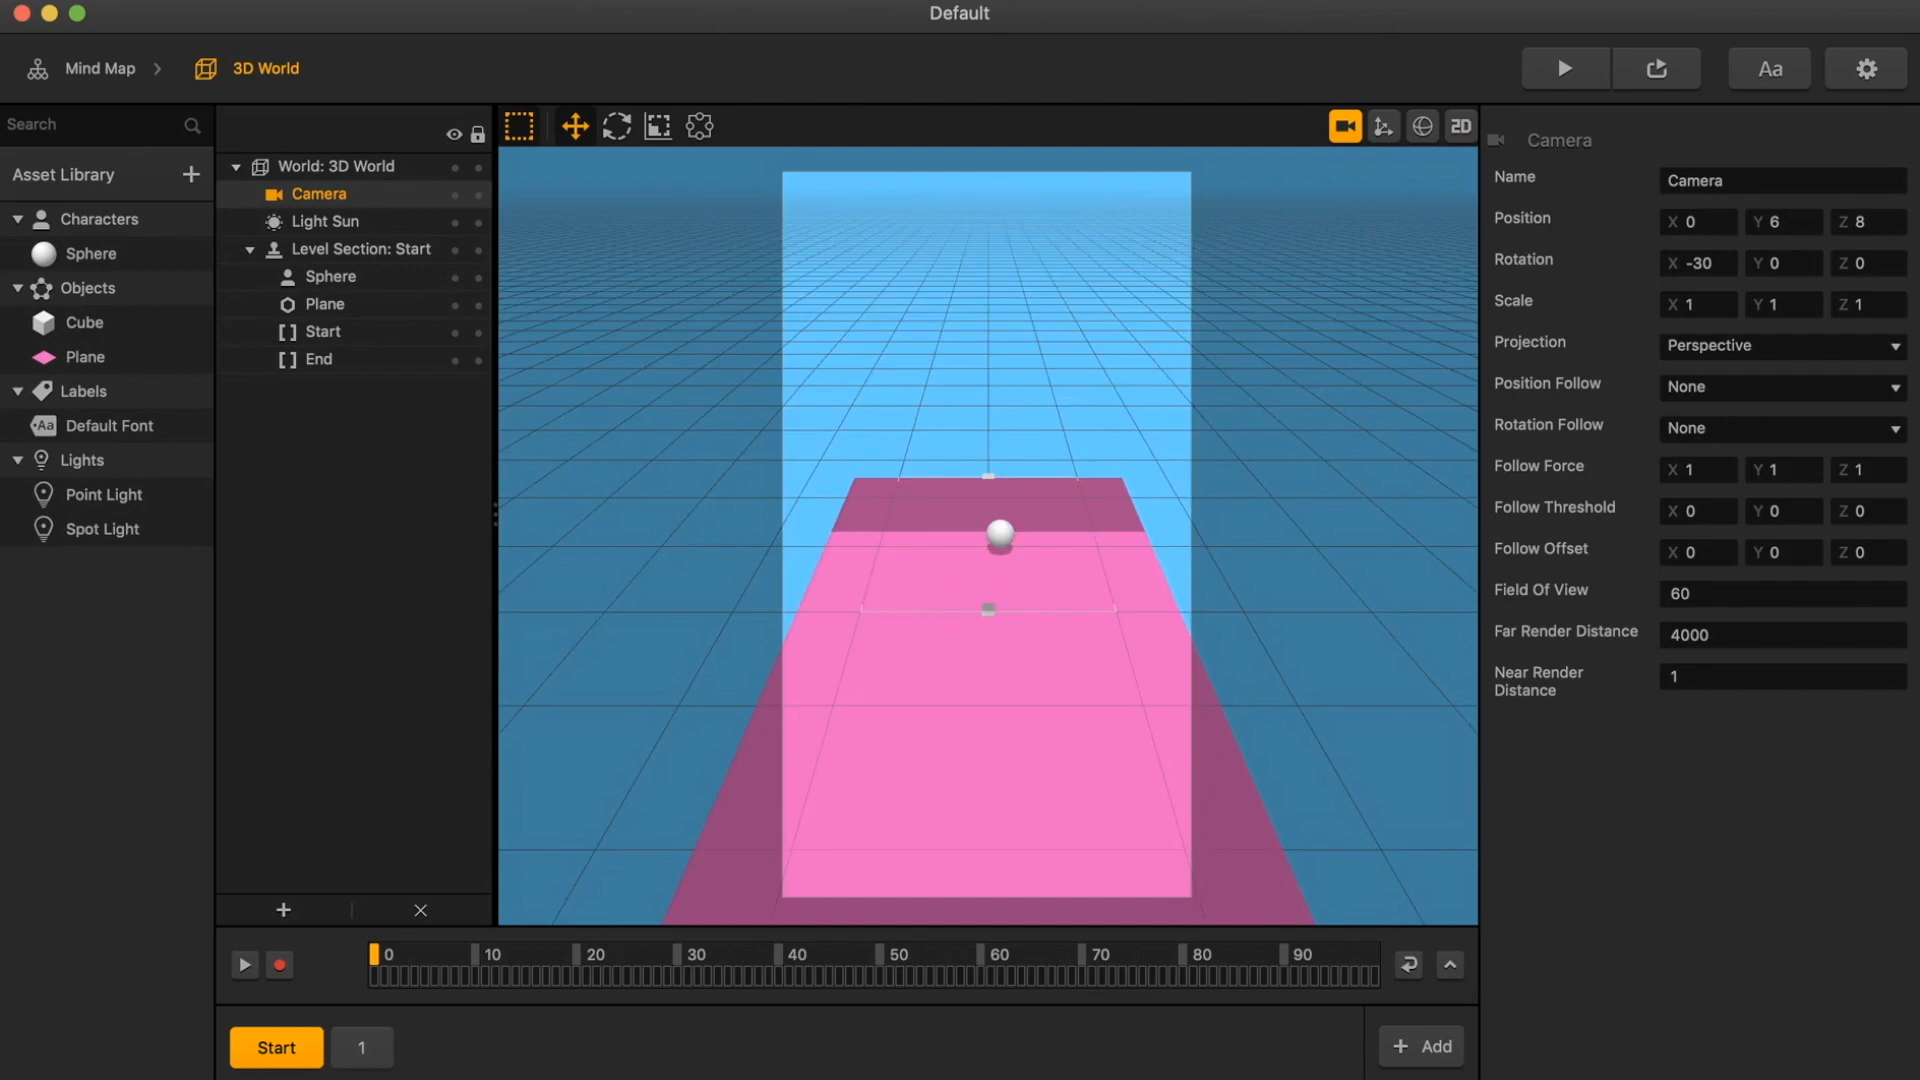 Default
Mind Map
3D World
Aa
Search
2D
Asset Library
Characters
Sphere
Objects
Cube
Plane
Labels
Aa Default Font
Lights
Point Light
Spot Light
World: 3D World
Camera
Light Sun
Level Section: Start
Sphere
Plane
Start
End
Camera
Name Camera
Position X 0 Y 6 Z 8
Rotation X -30 Y 0 Z 0
Scale X 1 Y 1 Z 1
Projection Perspective
Position Follow None
Rotation Follow None
Follow Force X 1 Y 1 Z 1
Follow Threshold X 0 Y 0 Z 0
Follow Offset X 0 Y 0 Z 0
Field Of View 60
Far Render Distance 4000
Near Render
Distance 1
0 10 20 30 40 50 60 70 80 90
Start 1
Add